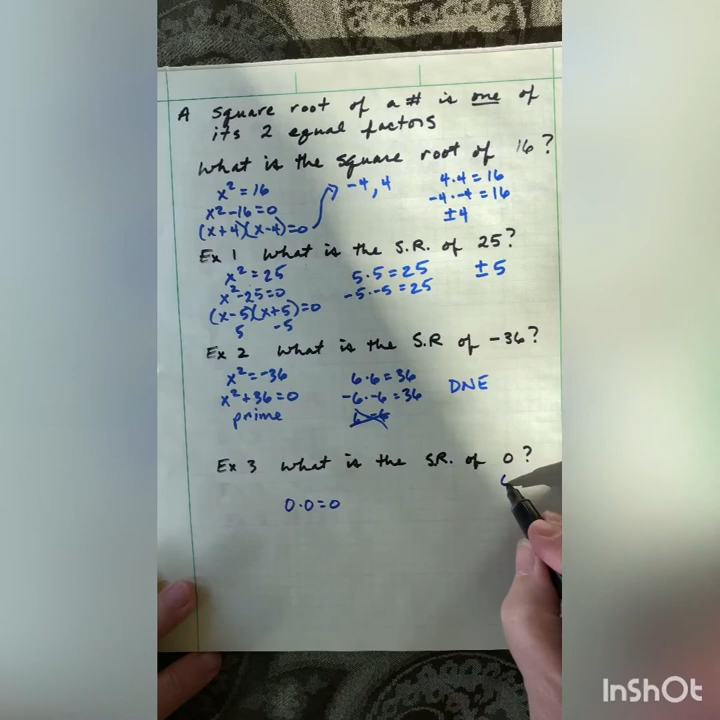 A square root of a # is one of
its 2 equal factors
What is the square root of 16?
x² = 16
x² - 16 = 0
(x+4)(x-4) = 0
-4, 4
4·4 = 16
-4·-4 = 16
±4
Ex 1 What is the S.R. of 25?
x² = 25
x² - 25 = 0
(x-5)(x+5) = 0
5 -5
5·5 = 25
-5·-5 = 25
±5
Ex 2 What is the S.R of -36?
x² = -36
x² + 36 = 0
prime
6·6 = 36
-6·-6 = 36
DNE
Ex 3 What is the SR. of 0?
0·0 = 0
InShOt